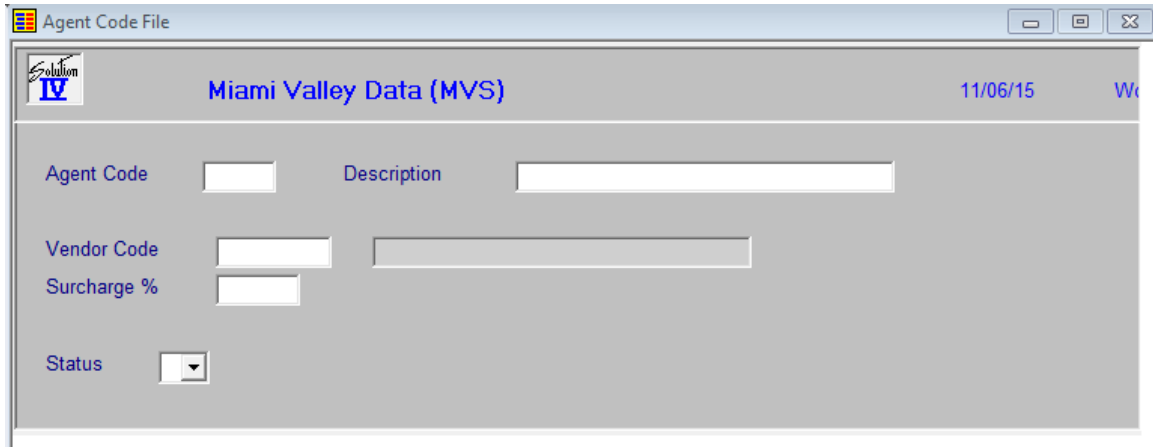 Agent Code File
Solution
IV
Miami Valley Data (MVS) 11/06/15
Agent Code Description
Vendor Code
Surcharge %
Status